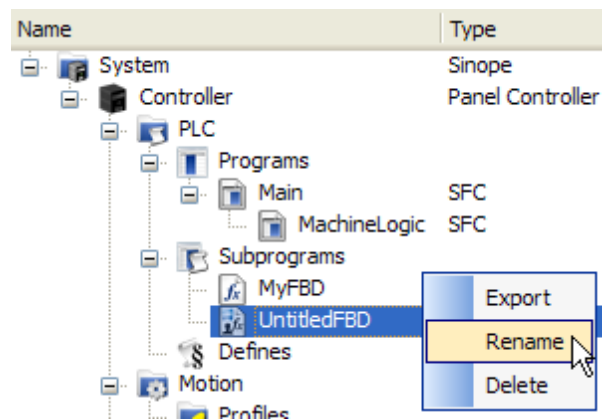 Name Type
System Sinope
Controller Panel Controller
PLC
Programs
Main SFC
MachineLogic SFC
Subprograms
MyFBD
Export
UntitledFBD
Rename
Defines
Delete
Motion
Profiles